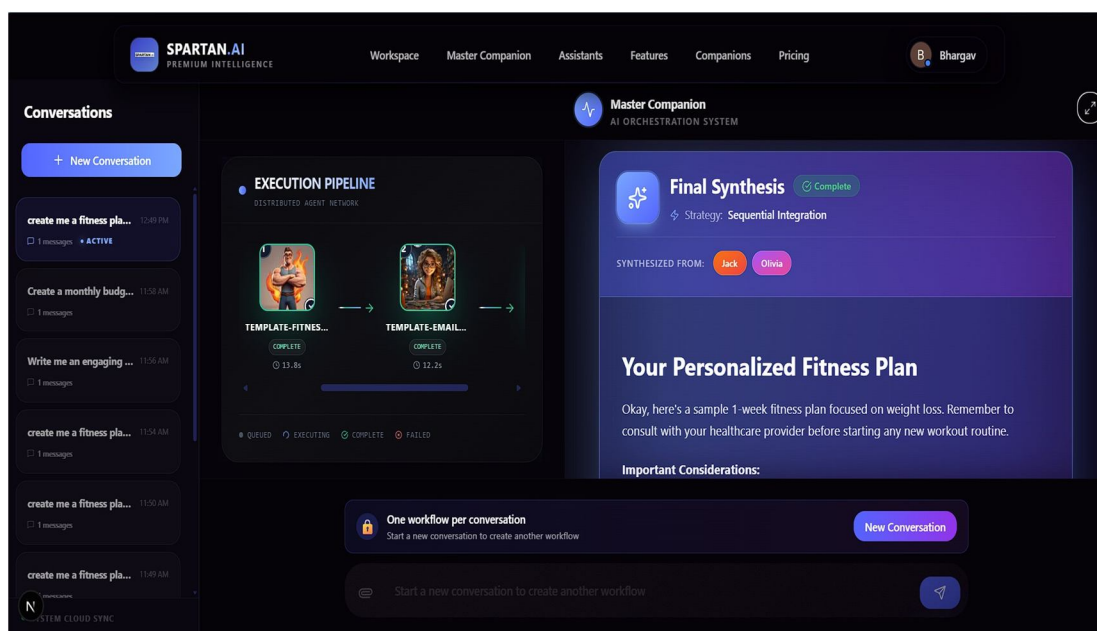 SPARTAN.AI
PREMIUM INTELLIGENCE
Workspace
Master Companion
Assistants
Features
Companions
Pricing
B
Bhargav
Conversations
+ New Conversation
create me a fitness pla... 12:49 PM
1 messages • ACTIVE
Create a monthly budg... 11:58 AM
1 messages
Write me an engaging ... 11:56 AM
1 messages
create me a fitness pla... 11:54 AM
1 messages
create me a fitness pla... 11:50 AM
1 messages
create me a fitness pla... 11:49 AM
messages
N
STEM CLOUD SYNC
Master Companion
AI ORCHESTRATION SYSTEM
EXECUTION PIPELINE
DISTRIBUTED AGENT NETWORK
1
2
TEMPLATE-FITNES...
TEMPLATE-EMAIL...
COMPLETE
COMPLETE
13.8s
12.2s
QUEUED
EXECUTING
COMPLETE
FAILED
Final Synthesis
Complete
Strategy: Sequential Integration
SYNTHESIZED FROM:
Jack
Olivia
Your Personalized Fitness Plan
Okay, here's a sample 1-week fitness plan focused on weight loss. Remember to
consult with your healthcare provider before starting any new workout routine.
Important Considerations:
One workflow per conversation
Start a new conversation to create another workflow
New Conversation
Start a new conversation to create another workflow